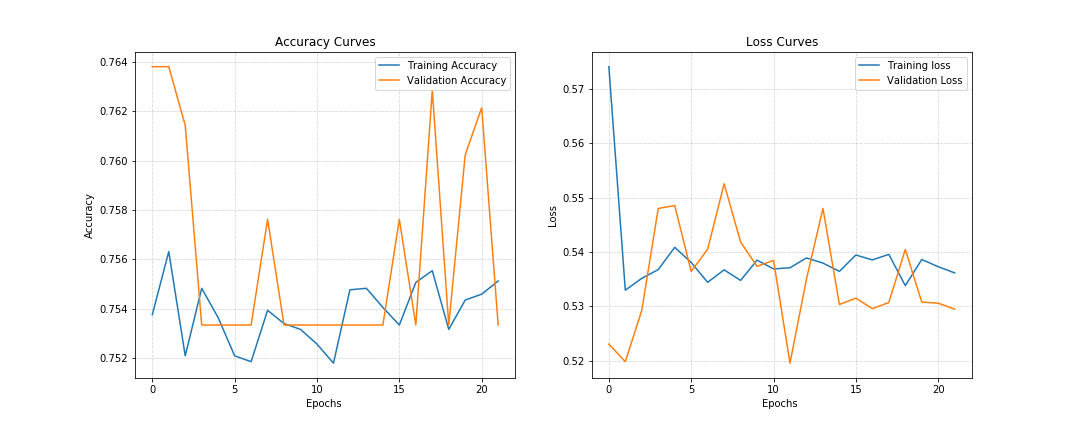 Accuracy Curves
Training Accuracy
Validation Accuracy
0.764
0.762
0.760
0.758
0.756
0.754
0.752
Accuracy
0
5
10
15
20
Epochs
Loss Curves
Training loss
Validation Loss
0.57
0.56
0.55
0.54
0.53
0.52
Loss
0
5
10
15
20
Epochs